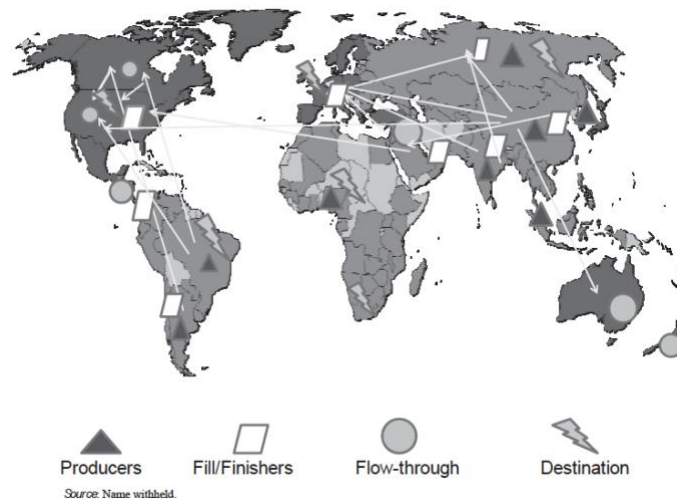 Producers Fill/Finishers Flow-through Destination
Source: Name withheld.